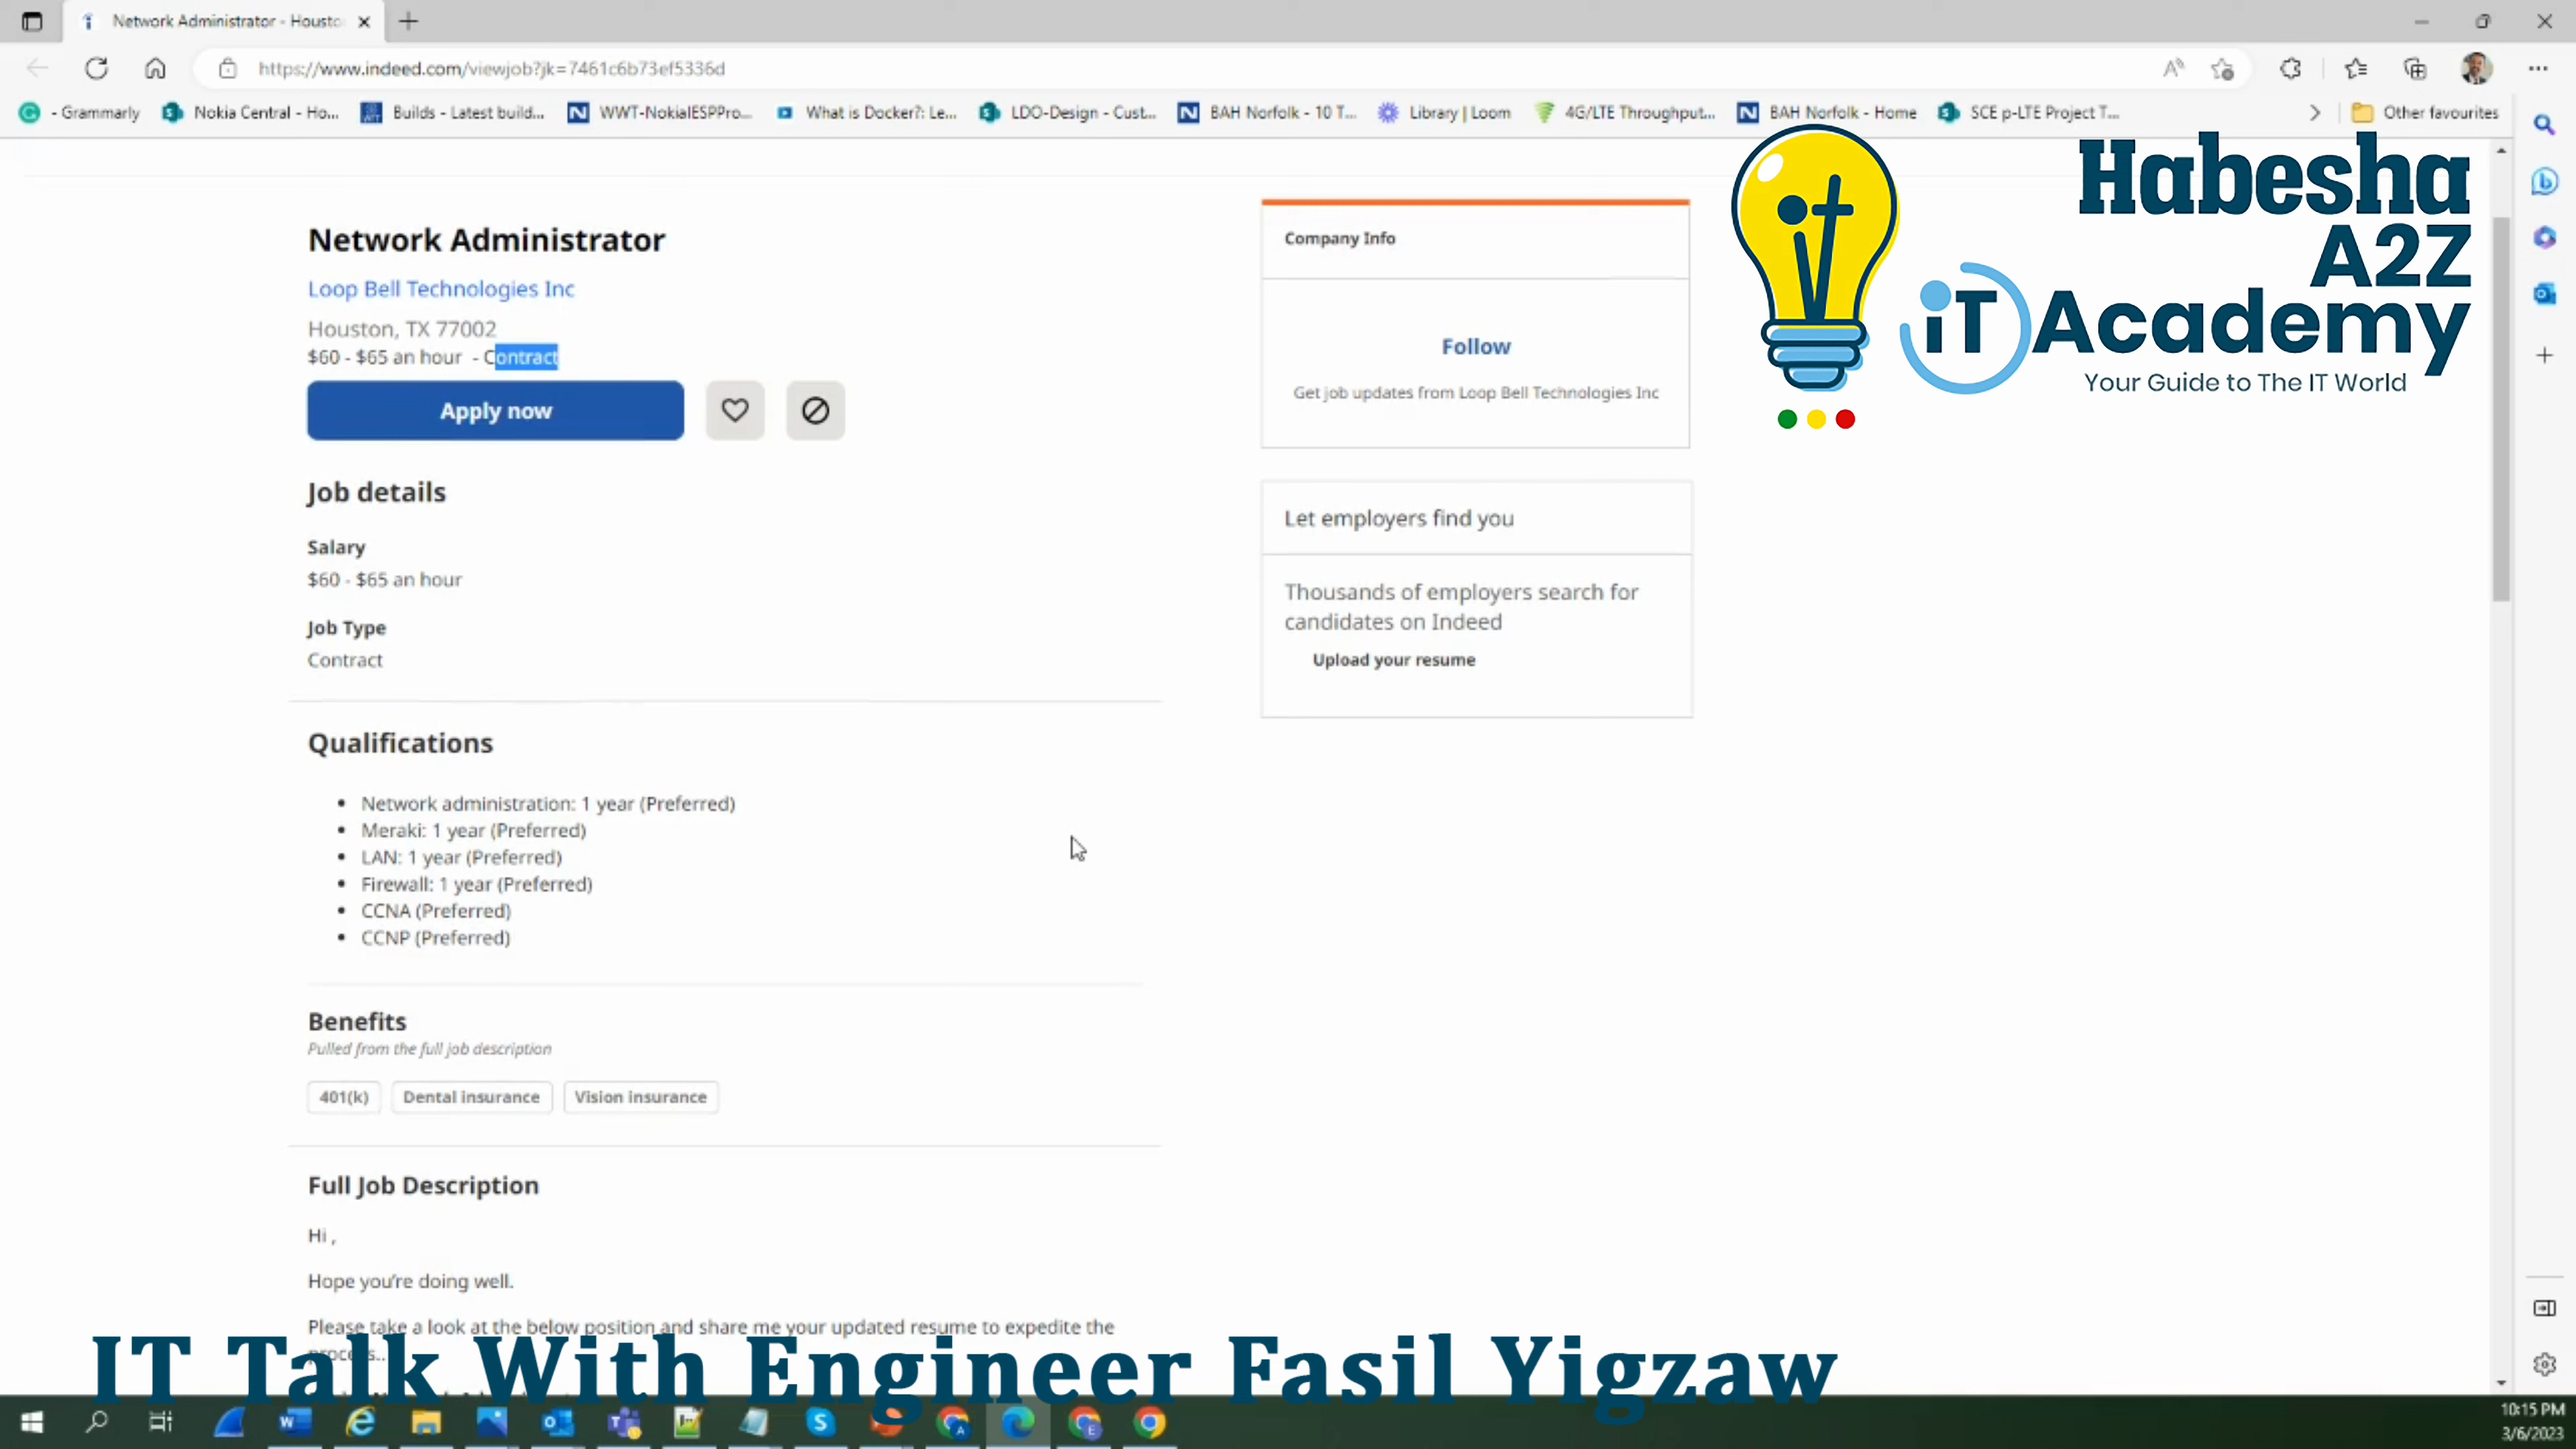 Network Administrator - Housto
https://www.indeed.com/viewjob?jk=7461c6b73ef5336d
- Grammarly
Nokia Central - Ho...
Builds - Latest build...
WWT-NokiaIESPPro...
What is Docker?: Le...
LDO-Design - Cust...
BAH Norfolk - 10 T...
Library | Loom
4G/LTE Throughput...
BAH Norfolk - Home
SCE p-LTE Project T...
Other favourites
Habesha
A2Z
iT Academy
Your Guide to The IT World
it
Network Administrator
Loop Bell Technologies Inc
Houston, TX 77002
$60 - $65 an hour - Contract
Apply now
Job details
Salary
$60 - $65 an hour
Job Type
Contract
Qualifications
Network administration: 1 year (Preferred)
Meraki: 1 year (Preferred)
LAN: 1 year (Preferred)
Firewall: 1 year (Preferred)
CCNA (Preferred)
CCNP (Preferred)
Benefits
Pulled from the full job description
401(k)
Dental insurance
Vision insurance
Full Job Description
Hi ,
Hope you're doing well.
Please take a look at the below position and share me your updated resume to expedite the
Company Info
Follow
Get job updates from Loop Bell Technologies Inc
Let employers find you
Thousands of employers search for
candidates on Indeed
Upload your resume
IT Talk With Engineer Fasil Yigzaw
10:15 PM
3/6/2023